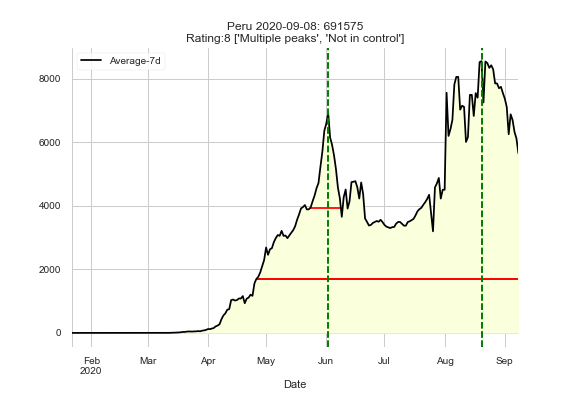 Peru 2020-09-08: 691575
Rating:8 ['Multiple peaks', 'Not in control']
Average-7d
8000
6000
4000
2000
0
Feb
2020
Mar
Apr
May
Jun
Jul
Aug
Sep
Date